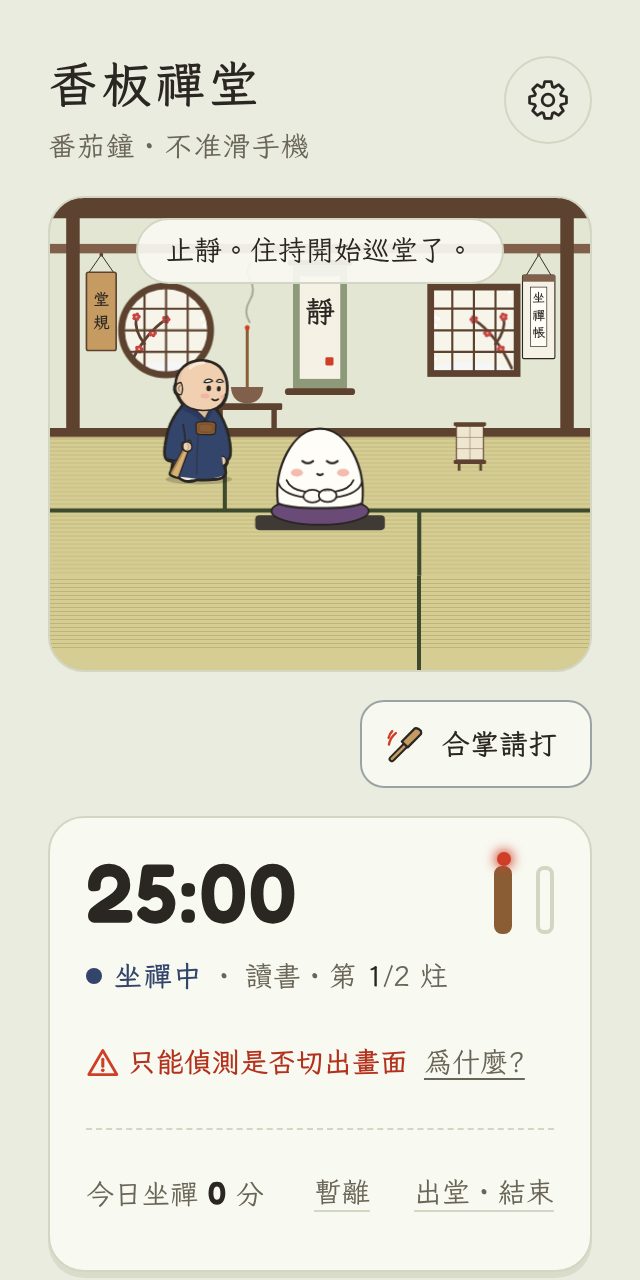 香板禪堂
番茄鐘・不准滑手機
止靜。住持開始巡堂了。
堂規
靜
坐禪帳
合掌請打
25:00
坐禪中・讀書・第 1/2 炷
只能偵測是否切出畫面 爲什麼?
今日坐禪 0 分 暫離 出堂・結束